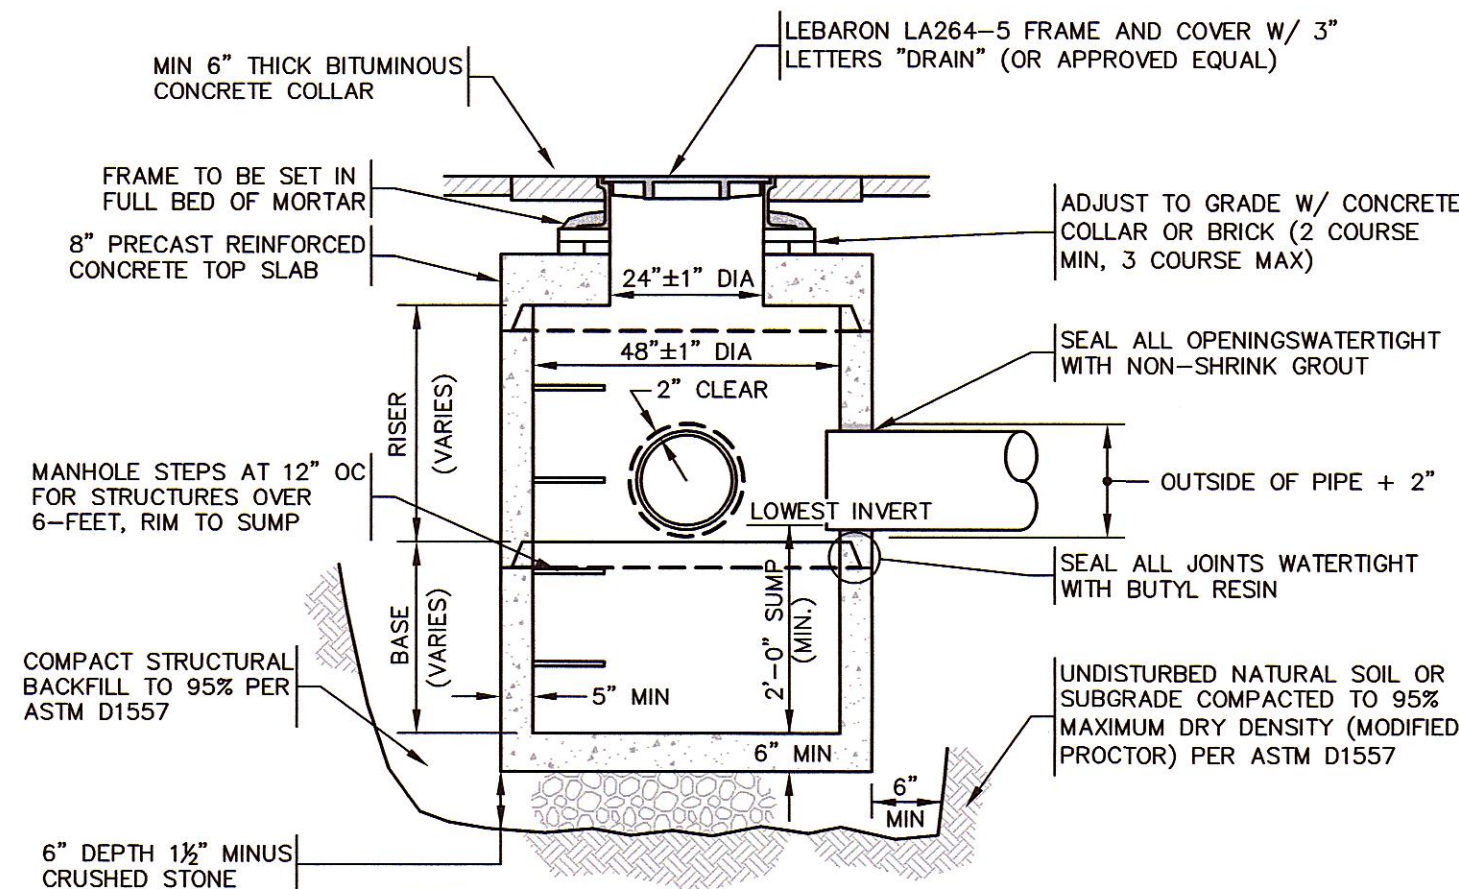 LEBARON LA264-5 FRAME AND COVER W/ 3"
LETTERS "DRAIN" (OR APPROVED EQUAL)
MIN 6" THICK BITUMINOUS
CONCRETE COLLAR
FRAME TO BE SET IN
FULL BED OF MORTAR
8" PRECAST REINFORCED
CONCRETE TOP SLAB
ADJUST TO GRADE W/ CONCRETE
COLLAR OR BRICK (2 COURSE
MIN, 3 COURSE MAX)
24"±1" DIA
48"±1" DIA
2" CLEAR
SEAL ALL OPENINGSWATERTIGHT
WITH NON-SHRINK GROUT
RISER
(VARIES)
MANHOLE STEPS AT 12" OC
FOR STRUCTURES OVER
6-FEET, RIM TO SUMP
OUTSIDE OF PIPE + 2"
LOWEST INVERT
SEAL ALL JOINTS WATERTIGHT
WITH BUTYL RESIN
BASE
(VARIES)
2'-0" SUMP
(MIN.)
COMPACT STRUCTURAL
BACKFILL TO 95% PER
ASTM D1557
5" MIN
6" MIN
UNDISTURBED NATURAL SOIL OR
SUBGRADE COMPACTED TO 95%
MAXIMUM DRY DENSITY (MODIFIED
PROCTOR) PER ASTM D1557
6"
MIN
6" DEPTH 1½" MINUS
CRUSHED STONE